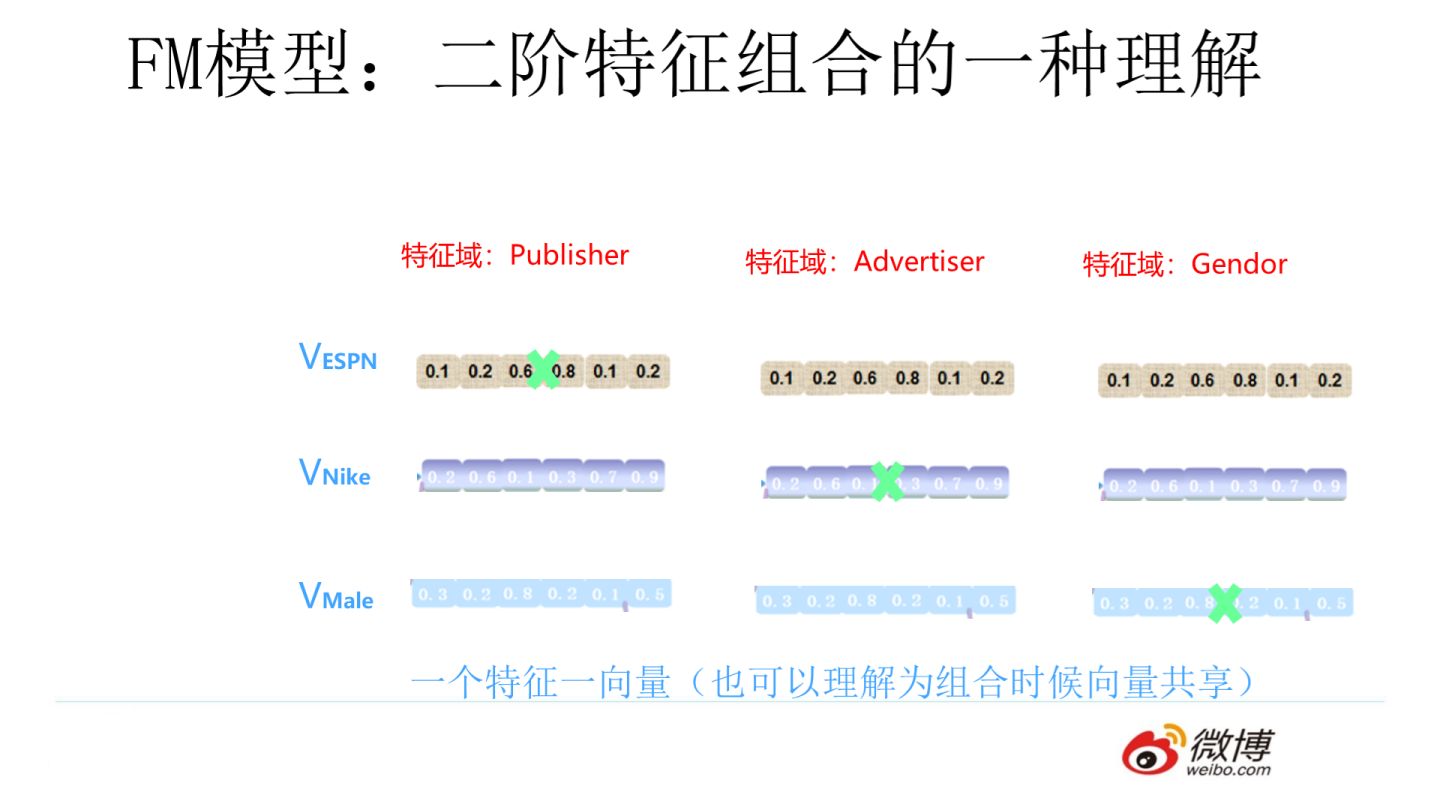 FM模型：二阶特征组合的一种理解
特征域：Publisher 特征域：Advertiser 特征域：Gendor
VESPN 0.1 0.2 0.6 0.8 0.1 0.2 0.1 0.2 0.6 0.8 0.1 0.2 0.1 0.2 0.6 0.8 0.1 0.2
VNike 0.2 0.6 0.1 0.3 0.7 0.9 0.2 0.6 0.1 0.3 0.7 0.9 0.2 0.6 0.1 0.3 0.7 0.9
VMale 0.3 0.2 0.8 0.2 0.1 0.5 0.3 0.2 0.8 0.2 0.1 0.5 0.3 0.2 0.8 0.2 0.1 0.5
一个特征一向量（也可以理解为组合时候向量共享）
微博
weibo.com